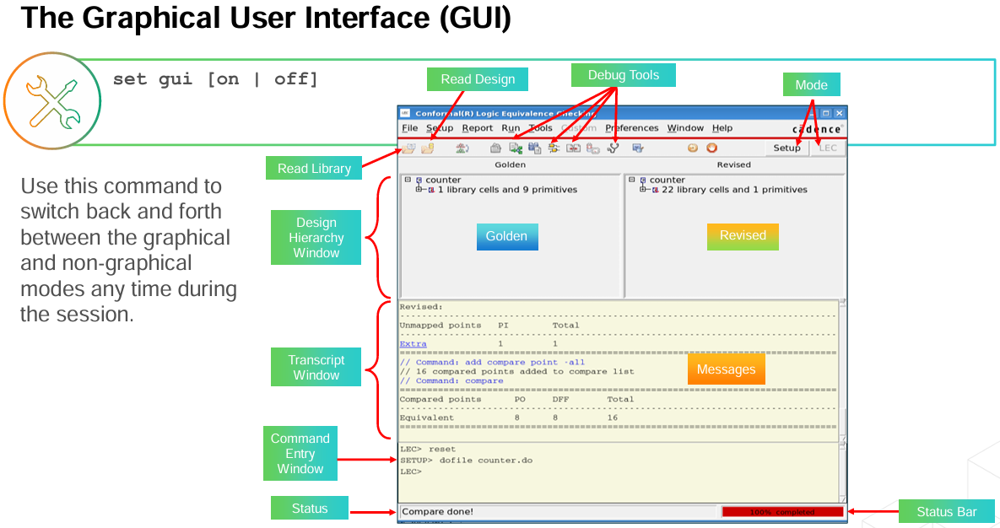 The Graphical User Interface (GUI)
set gui [on | off]
Read Design
Debug Tools
Mode
Use this command to
switch back and forth
between the graphical
and non-graphical
modes any time during
the session.
Read Library
Design
Hierarchy
Window
Transcript
Window
Command
Entry
Window
Status
Status Bar
Conformal(R) Logic Equivalence Checking
File Setup Report Run Tools Custom Preferences Window Help
cādence
Setup LEC
Golden Revised
counter
1 library cells and 9 primitives
counter
22 library cells and 1 primitives
Golden
Revised
Revised:
Unmapped points PI Total
Extra 1 1
// Command: add compare point -all
// 16 compared points added to compare list
// Command: compare
Messages
Compared points PO DFF Total
Equivalent 8 8 16
LEC> reset
SETUP> dofile counter.do
LEC>
Compare done!
100% completed